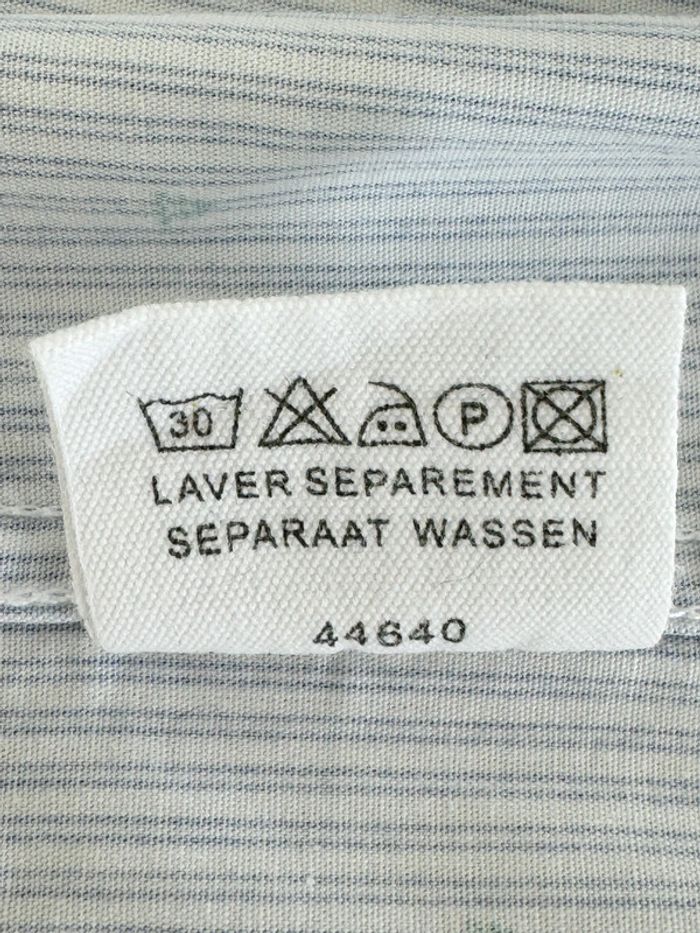 30 P
LAVER SEPAREMENT
SEPARAAT WASSEN
44640